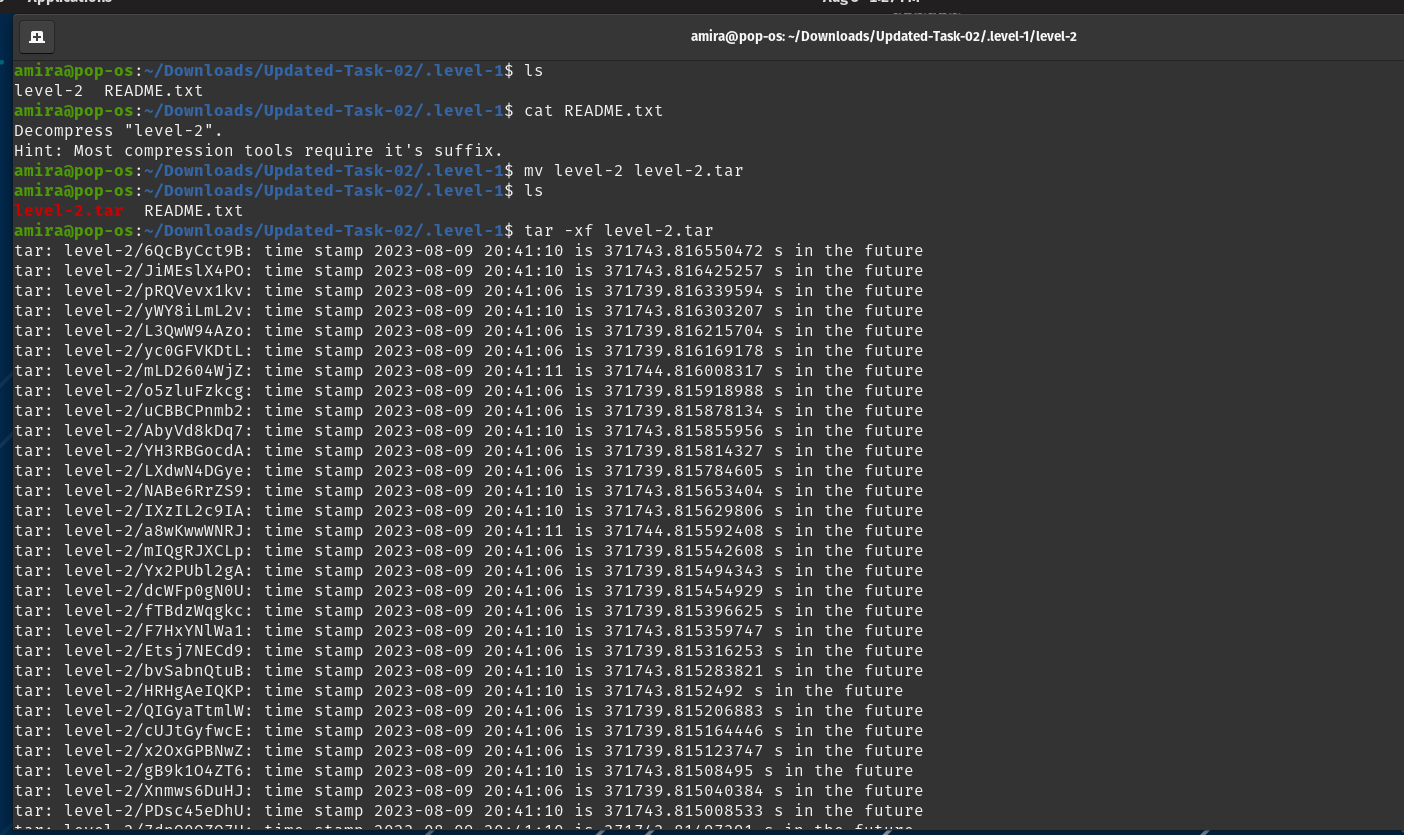 Applications
amira@pop-os: ~/Downloads/Updated-Task-02/.level-1/level-2
amira@pop-os:~/Downloads/Updated-Task-02/.level-1$ ls
level-2  README.txt
amira@pop-os:~/Downloads/Updated-Task-02/.level-1$ cat README.txt
Decompress "level-2".
Hint: Most compression tools require it's suffix.
amira@pop-os:~/Downloads/Updated-Task-02/.level-1$ mv level-2 level-2.tar
amira@pop-os:~/Downloads/Updated-Task-02/.level-1$ ls
level-2.tar  README.txt
amira@pop-os:~/Downloads/Updated-Task-02/.level-1$ tar -xf level-2.tar
tar: level-2/6QcByCct9B: time stamp 2023-08-09 20:41:10 is 371743.816550472 s in the future
tar: level-2/JiMEslX4PO: time stamp 2023-08-09 20:41:10 is 371743.816425257 s in the future
tar: level-2/pRQVevx1kv: time stamp 2023-08-09 20:41:06 is 371739.816339594 s in the future
tar: level-2/yWY8iLmL2v: time stamp 2023-08-09 20:41:10 is 371743.816303207 s in the future
tar: level-2/L3QwW94Azo: time stamp 2023-08-09 20:41:06 is 371739.816215704 s in the future
tar: level-2/yc0GFVKDtL: time stamp 2023-08-09 20:41:06 is 371739.816169178 s in the future
tar: level-2/mLD2604WjZ: time stamp 2023-08-09 20:41:11 is 371744.816008317 s in the future
tar: level-2/o5zluFzkcg: time stamp 2023-08-09 20:41:06 is 371739.815918988 s in the future
tar: level-2/uCBBCPnmb2: time stamp 2023-08-09 20:41:06 is 371739.815878134 s in the future
tar: level-2/AbyVd8kDq7: time stamp 2023-08-09 20:41:10 is 371743.815855956 s in the future
tar: level-2/YH3RBGocdA: time stamp 2023-08-09 20:41:06 is 371739.815814327 s in the future
tar: level-2/LXdwN4DGye: time stamp 2023-08-09 20:41:06 is 371739.815784605 s in the future
tar: level-2/NABe6RrZS9: time stamp 2023-08-09 20:41:10 is 371743.815653404 s in the future
tar: level-2/IXzIL2c9IA: time stamp 2023-08-09 20:41:10 is 371743.815629806 s in the future
tar: level-2/a8wKwwWNRJ: time stamp 2023-08-09 20:41:11 is 371744.815592408 s in the future
tar: level-2/mIQgRJXCLp: time stamp 2023-08-09 20:41:06 is 371739.815542608 s in the future
tar: level-2/Yx2PUbl2gA: time stamp 2023-08-09 20:41:06 is 371739.815494343 s in the future
tar: level-2/dcWFp0gN0U: time stamp 2023-08-09 20:41:06 is 371739.815454929 s in the future
tar: level-2/fTBdzWqgkc: time stamp 2023-08-09 20:41:06 is 371739.815396625 s in the future
tar: level-2/F7HxYNlWa1: time stamp 2023-08-09 20:41:10 is 371743.815359747 s in the future
tar: level-2/Etsj7NECd9: time stamp 2023-08-09 20:41:06 is 371739.815316253 s in the future
tar: level-2/bvSabnQtuB: time stamp 2023-08-09 20:41:10 is 371743.815283821 s in the future
tar: level-2/HRHgAeIQKP: time stamp 2023-08-09 20:41:10 is 371743.8152492 s in the future
tar: level-2/QIGyaTtmlW: time stamp 2023-08-09 20:41:06 is 371739.815206883 s in the future
tar: level-2/cUJtGyfwcE: time stamp 2023-08-09 20:41:06 is 371739.815164446 s in the future
tar: level-2/x2OxGPBNwZ: time stamp 2023-08-09 20:41:06 is 371739.815123747 s in the future
tar: level-2/gB9k1O4ZT6: time stamp 2023-08-09 20:41:10 is 371743.81508495 s in the future
tar: level-2/Xnmws6DuHJ: time stamp 2023-08-09 20:41:06 is 371739.815040384 s in the future
tar: level-2/PDsc45eDhU: time stamp 2023-08-09 20:41:10 is 371743.815008533 s in the future